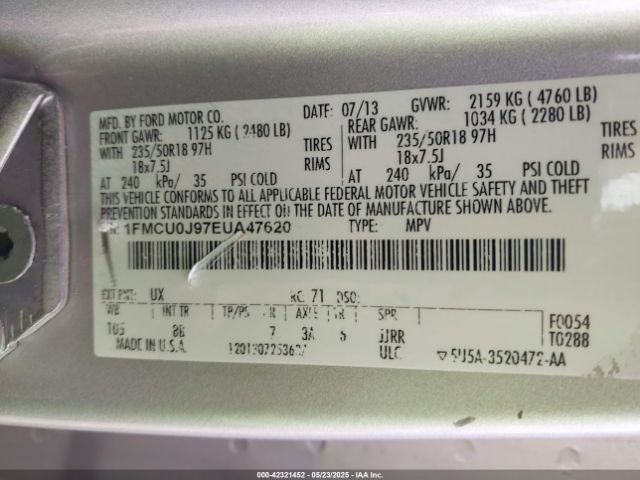 MFD. BY FORD MOTOR CO. DATE: 07/13 GVWR: 2159 KG ( 4760 LB)
FRONT GAWR: 1125 KG ( 2480 LB) REAR GAWR: 1034 KG ( 2280 LB)
WITH 235/50R18 97H TIRES WITH 235/50R18 97H TIRES
18x7.5J RIMS 18x7.5J RIMS
AT 240 kPa/ 35 PSI COLD AT 240 kPa/ 35 PSI COLD
THIS VEHICLE CONFORMS TO ALL APPLICABLE FEDERAL MOTOR VEHICLE SAFETY AND THEFT
PREVENTION STANDARDS IN EFFECT ON THE DATE OF MANUFACTURE SHOWN ABOVE.
1FMCU0J97EUA47620 TYPE: MPV
EXT PNT: UX RC: 71 DSO:
WB INT TR TP/PS R AXLE TR SPR F0054
105 8B 7 3A 6 JJRR T0288
MADE IN U.S.A. ULC 5U5A-3520472-AA
000-42321452 - 05/23/2025 - COPYRIGHT IAA, LLC.